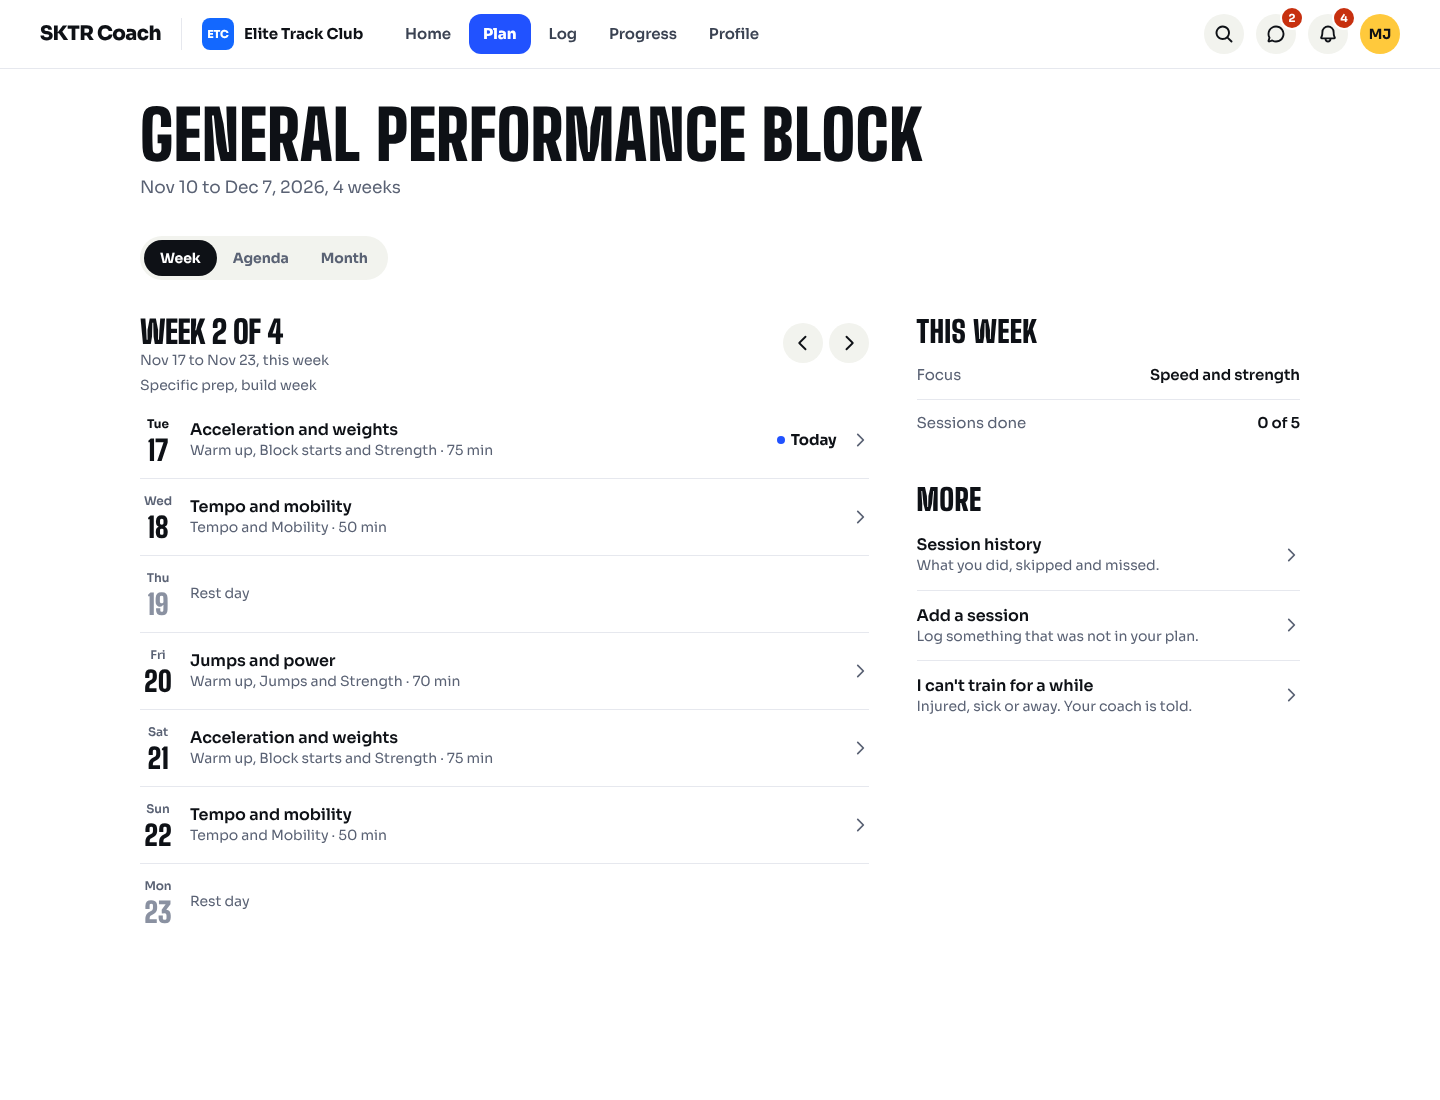 SKTR Coach
ETC
Elite Track Club
Home
Plan
Log
Progress
Profile
2
4
MJ
GENERAL PERFORMANCE BLOCK
Nov 10 to Dec 7, 2026, 4 weeks
Week
Agenda
Month
WEEK 2 OF 4
Nov 17 to Nov 23, this week
Specific prep, build week
Tue
17
Acceleration and weights
Warm up, Block starts and Strength · 75 min
Today
Wed
18
Tempo and mobility
Tempo and Mobility · 50 min
Thu
19
Rest day
Fri
20
Jumps and power
Warm up, Jumps and Strength · 70 min
Sat
21
Acceleration and weights
Warm up, Block starts and Strength · 75 min
Sun
22
Tempo and mobility
Tempo and Mobility · 50 min
Mon
23
Rest day
THIS WEEK
Focus
Speed and strength
Sessions done
0 of 5
MORE
Session history
What you did, skipped and missed.
Add a session
Log something that was not in your plan.
I can't train for a while
Injured, sick or away. Your coach is told.